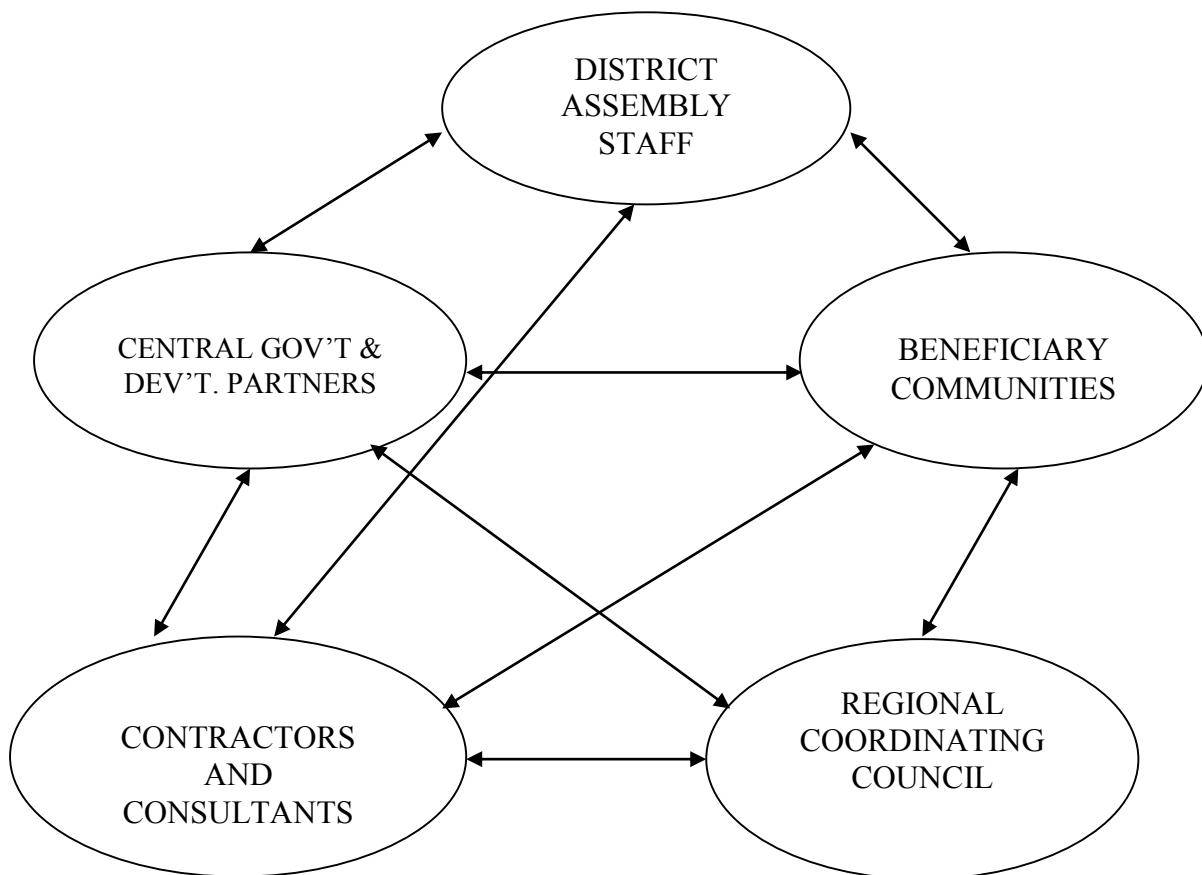 DISTRICT
ASSEMBLY
STAFF
CENTRAL GOV’T &
DEV’T. PARTNERS
BENEFICIARY
COMMUNITIES
CONTRACTORS
AND
CONSULTANTS
REGIONAL
COORDINATING
COUNCIL